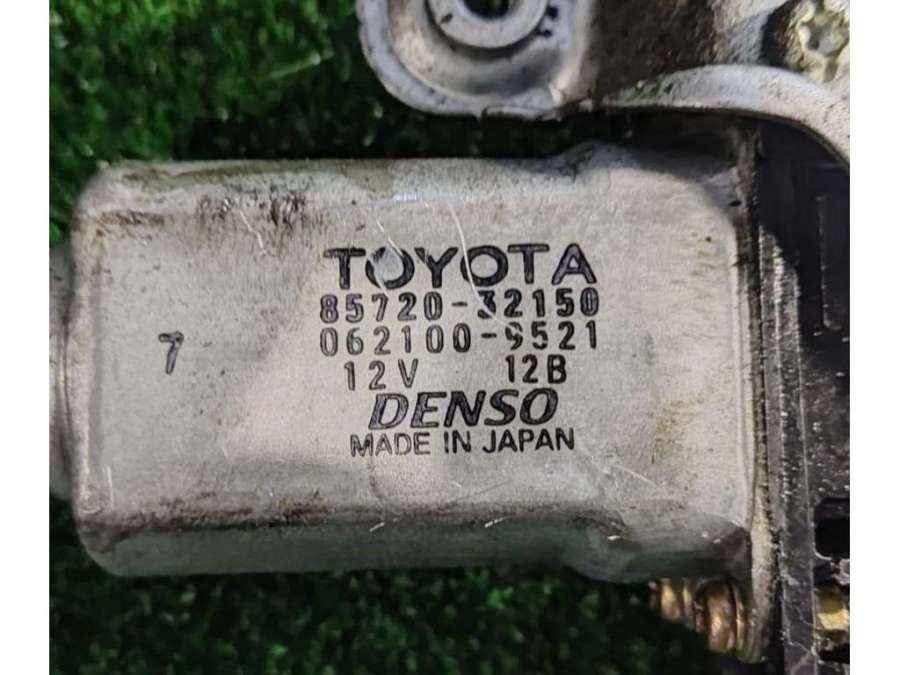 TOYOTA
85720-32150
062100-9521
7
12V 12B
DENSO
MADE IN JAPAN